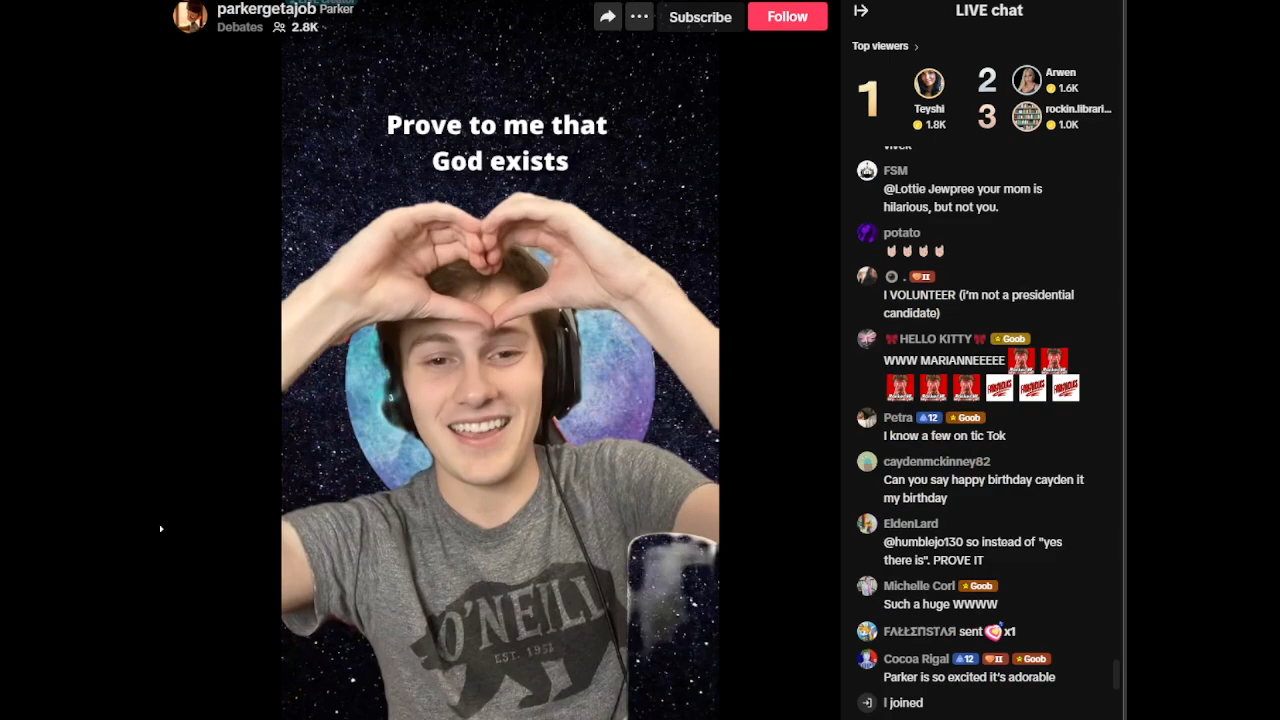 parkergetajob Parker
Debates 2.8K
Subscribe
Follow
Prove to me that
God exists
O'NEILL
EST. 1952
LIVE chat
Top viewers
1
Teyshi
1.8K
2
Arwen
1.6K
3
rockin.librari...
1.0K
FSM
@Lottie Jewpree your mom is
hilarious, but not you.
potato
I VOLUNTEER (i'm not a presidential
candidate)
HELLO KITTY Goob
WWW MARIANNEEEEE
Petra 12 Goob
I know a few on tic Tok
caydenmckinney82
Can you say happy birthday cayden it
my birthday
EldenLard
@humblejo130 so instead of "yes
there is". PROVE IT
Michelle Corl Goob
Such a huge WWWW
FΛŁŁΣПSTΛЯ sent x1
Cocoa Rigal 12 II Goob
Parker is so excited it's adorable
l joined